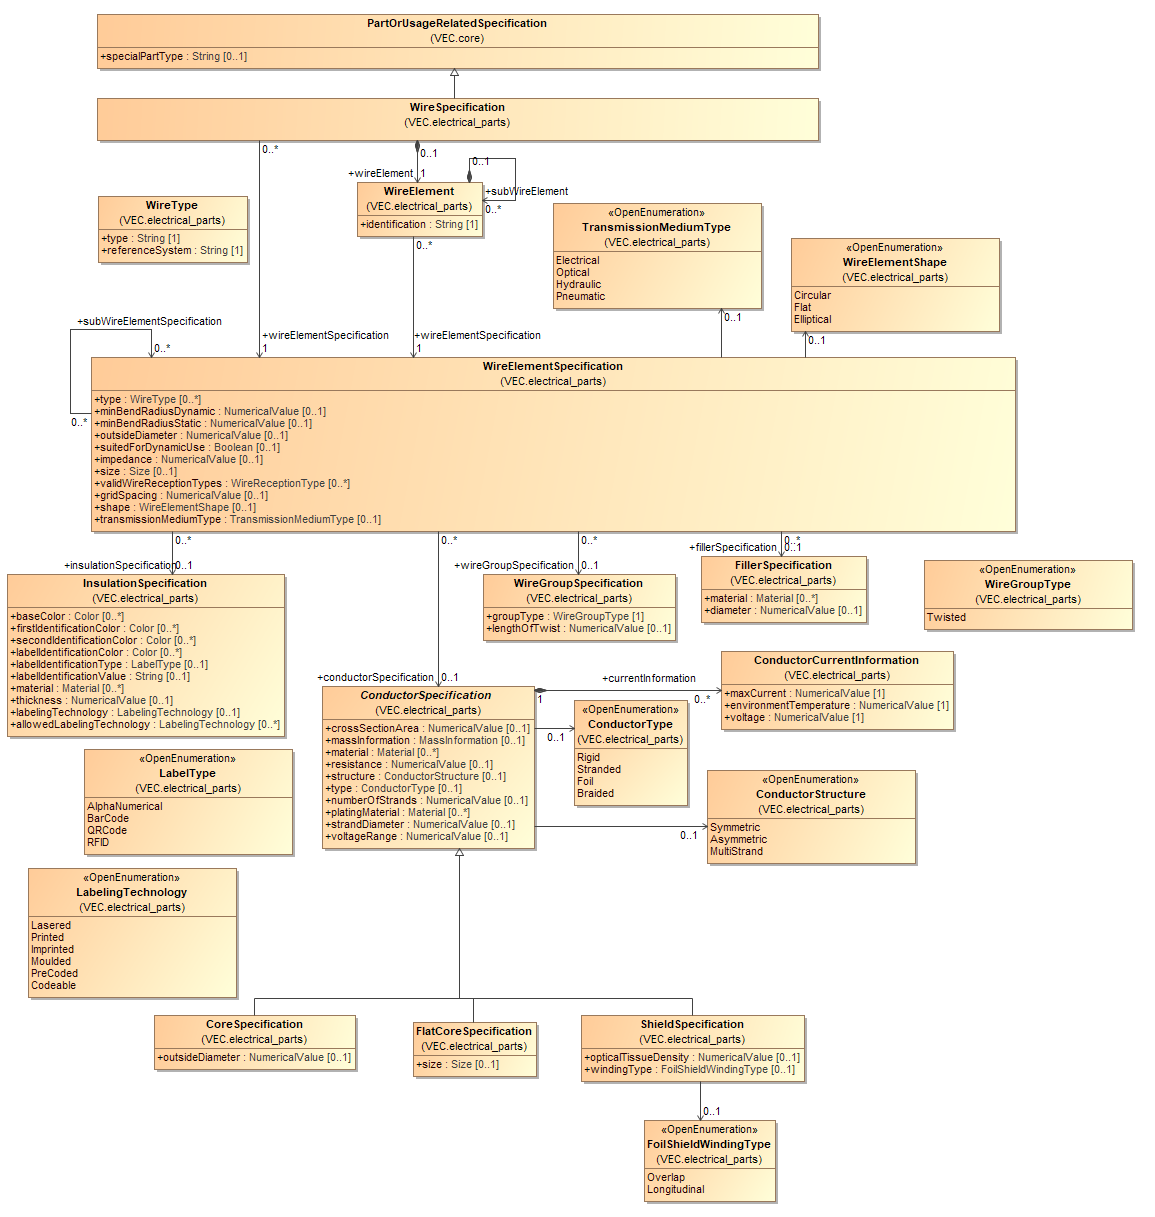 PartOrUsageRelatedSpecification
(VEC.core)
+specialPartType : String [0..1]
WireSpecification
(VEC.electrical_parts)
0..*
0..1
+wireElement
1
0..1
WireElement
(VEC.electrical_parts)
+identification : String [1]
+subWireElement
0..*
0..*
WireType
(VEC.electrical_parts)
+type : String [1]
+referenceSystem : String [1]
«OpenEnumeration»
TransmissionMediumType
(VEC.electrical_parts)
Electrical
Optical
Hydraulic
Pneumatic
0..1
«OpenEnumeration»
WireElementShape
(VEC.electrical_parts)
Circular
Flat
Elliptical
0..1
+subWireElementSpecification
0..*
0..*
+wireElementSpecification
1
+wireElementSpecification
1
WireElementSpecification
(VEC.electrical_parts)
+type : WireType [0..*]
+minBendRadiusDynamic : NumericalValue [0..1]
+minBendRadiusStatic : NumericalValue [0..1]
+outsideDiameter : NumericalValue [0..1]
+suitedForDynamicUse : Boolean [0..1]
+impedance : NumericalValue [0..1]
+size : Size [0..1]
+validWireReceptionTypes : WireReceptionType [0..*]
+gridSpacing : NumericalValue [0..1]
+shape : WireElementShape [0..1]
+transmissionMediumType : TransmissionMediumType [0..1]
0..*
0..*
0..*
0..*
+insulationSpecification
0..1
+wireGroupSpecification
0..1
+fillerSpecification
0..1
InsulationSpecification
(VEC.electrical_parts)
+baseColor : Color [0..*]
+firstIdentificationColor : Color [0..*]
+secondIdentificationColor : Color [0..*]
+labelIdentificationColor : Color [0..*]
+labelIdentificationType : LabelType [0..1]
+labelIdentificationValue : String [0..1]
+material : Material [0..*]
+thickness : NumericalValue [0..1]
+labelingTechnology : LabelingTechnology [0..1]
+allowedLabelingTechnology : LabelingTechnology [0..*]
WireGroupSpecification
(VEC.electrical_parts)
+groupType : WireGroupType [1]
+lengthOfTwist : NumericalValue [0..1]
FillerSpecification
(VEC.electrical_parts)
+material : Material [0..*]
+diameter : NumericalValue [0..1]
«OpenEnumeration»
WireGroupType
(VEC.electrical_parts)
Twisted
+conductorSpecification
0..1
ConductorSpecification
(VEC.electrical_parts)
+crossSectionArea : NumericalValue [0..1]
+massInformation : MassInformation [0..1]
+material : Material [0..*]
+resistance : NumericalValue [0..1]
+structure : ConductorStructure [0..1]
+type : ConductorType [0..1]
+numberOfStrands : NumericalValue [0..1]
+platingMaterial : Material [0..*]
+strandDiameter : NumericalValue [0..1]
+voltageRange : NumericalValue [0..1]
1
+currentInformation
0..*
ConductorCurrentInformation
(VEC.electrical_parts)
+maxCurrent : NumericalValue [1]
+environmentTemperature : NumericalValue [1]
+voltage : NumericalValue [1]
0..1
«OpenEnumeration»
ConductorType
(VEC.electrical_parts)
Rigid
Stranded
Foil
Braided
0..1
«OpenEnumeration»
ConductorStructure
(VEC.electrical_parts)
Symmetric
Asymmetric
MultiStrand
«OpenEnumeration»
LabelType
(VEC.electrical_parts)
AlphaNumerical
BarCode
QRCode
RFID
«OpenEnumeration»
LabelingTechnology
(VEC.electrical_parts)
Lasered
Printed
Imprinted
Moulded
PreCoded
Codeable
CoreSpecification
(VEC.electrical_parts)
+outsideDiameter : NumericalValue [0..1]
FlatCoreSpecification
(VEC.electrical_parts)
+size : Size [0..1]
ShieldSpecification
(VEC.electrical_parts)
+opticalTissueDensity : NumericalValue [0..1]
+windingType : FoilShieldWindingType [0..1]
0..1
«OpenEnumeration»
FoilShieldWindingType
(VEC.electrical_parts)
Overlap
Longitudinal